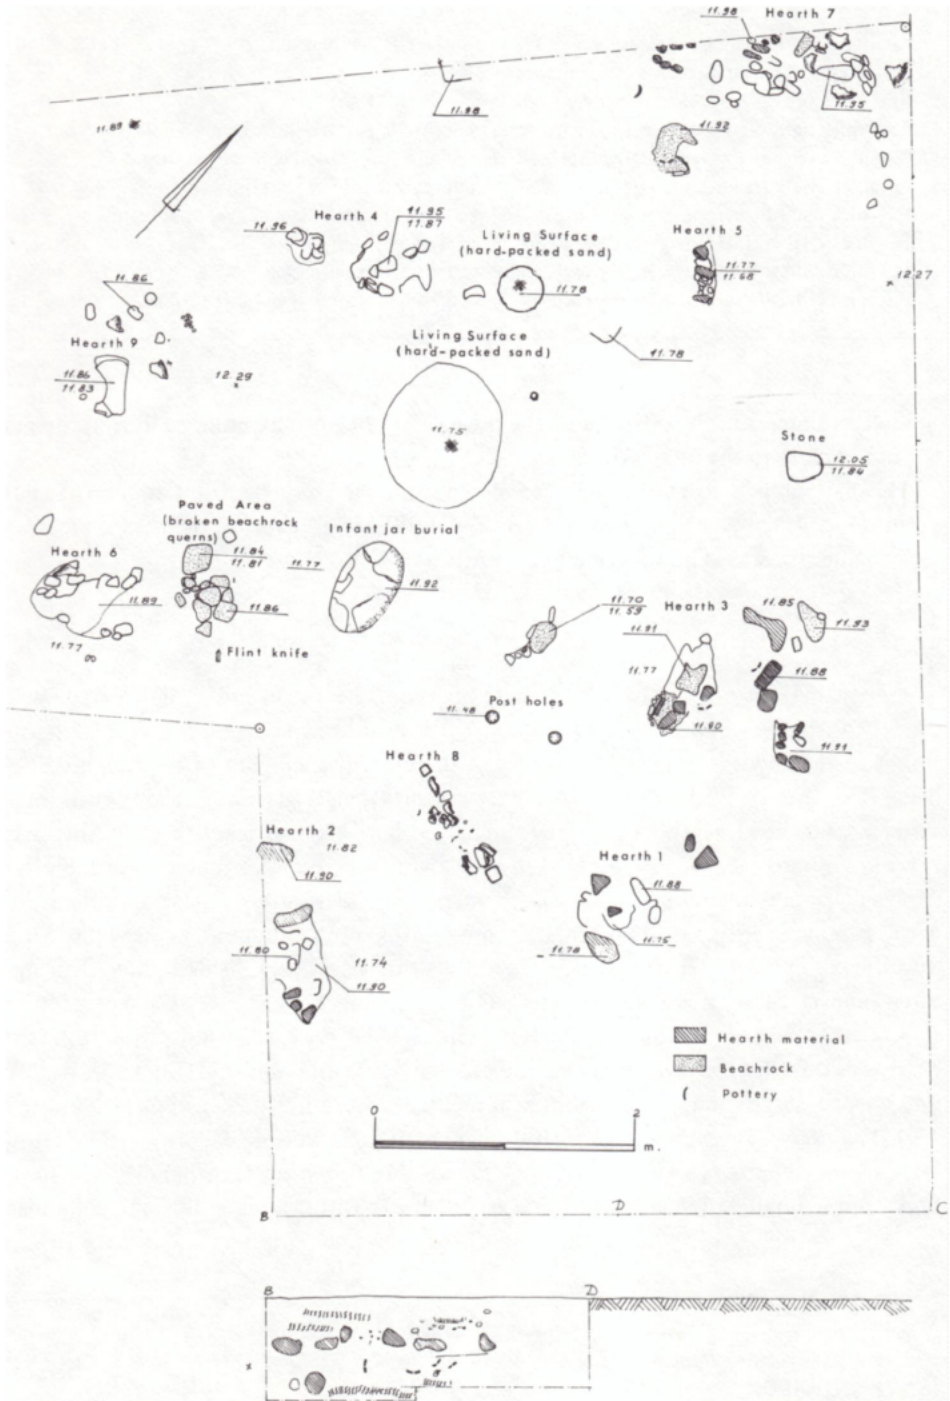 11.98
Hearth 7
11.98
11.95
11.89
11.92
Hearth 4
11.95
11.87
11.96
Living Surface
(hard-packed sand)
11.78
Hearth 5
11.77
11.68
12.27
11.86
Hearth 9
11.86
11.83
12.29
Living Surface
(hard-packed sand)
11.75
11.78
Stone
12.05
11.84
Paved Area
(broken beachrock
querns)
11.84
11.81
11.77
11.86
Infant jar burial
11.92
Hearth 6
11.89
11.77
Flint knife
11.70
11.59
Hearth 3
11.91
11.77
11.90
11.85
11.93
11.88
11.91
11.48
Post holes
Hearth 8
Hearth 2
11.82
11.90
11.80
11.74
11.90
Hearth 1
11.88
11.75
11.78
Hearth material
Beachrock
Pottery
0
2
m.
B
D
C
B
D